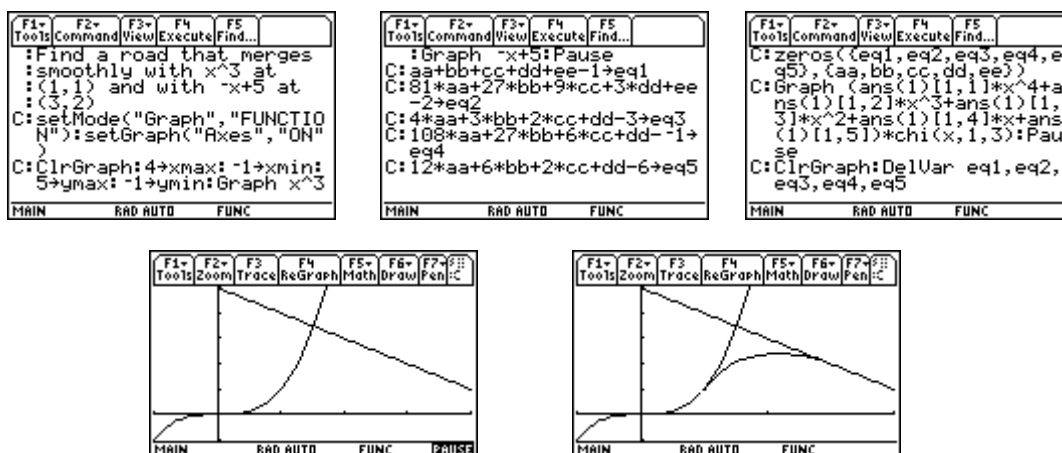 F1▾ F2▾ F3▾ F4 F5
Tools Command View Execute Find...
:Find a road that merges
:smoothly with x^3 at
:(1,1) and with ⁻x+5 at
:(3,2)
C:setMode("Graph","FUNCTIO
N"):setGraph("Axes","ON"
)
C:ClrGraph:4→xmax:⁻1→xmin:
5→ymax:⁻1→ymin:Graph x^3
MAIN RAD AUTO FUNC
F1▾ F2▾ F3▾ F4 F5
Tools Command View Execute Find...
:Graph ⁻x+5:Pause
C:aa+bb+cc+dd+ee-1→eq1
C:81*aa+27*bb+9*cc+3*dd+ee
-2→eq2
C:4*aa+3*bb+2*cc+dd-3→eq3
C:108*aa+27*bb+6*cc+dd-⁻1→
eq4
C:12*aa+6*bb+2*cc+dd-6→eq5
MAIN RAD AUTO FUNC
F1▾ F2▾ F3▾ F4 F5
Tools Command View Execute Find...
C:zeros({eq1,eq2,eq3,eq4,e
q5},{aa,bb,cc,dd,ee})
C:Graph (ans(1)[1,1]*x^4+a
ns(1)[1,2]*x^3+ans(1)[1,
3]*x^2+ans(1)[1,4]*x+ans
(1)[1,5])*chi(x,1,3):Pau
se
C:ClrGraph:DelVar eq1,eq2,
eq3,eq4,eq5
MAIN RAD AUTO FUNC
F1▾ F2▾ F3 F4 F5▾ F6▾ F7▾
Tools Zoom Trace ReGraph Math Draw Pen :C
MAIN RAD AUTO FUNC PAUSE
F1▾ F2▾ F3 F4 F5▾ F6▾ F7▾
Tools Zoom Trace ReGraph Math Draw Pen :C
MAIN RAD AUTO FUNC